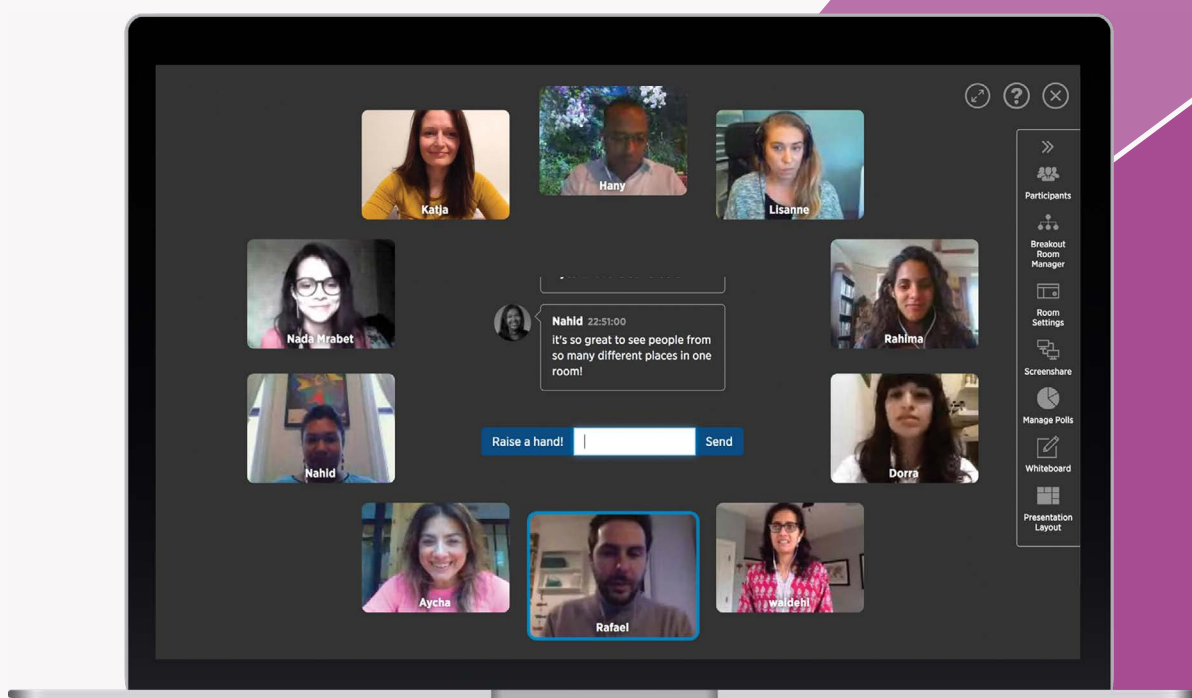 Katja
Hany
Lisanne
Nada Mrabet
Rahima
Nahid 22:51:00
it's so great to see people from
so many different places in one
room!
Nahid
Dorra
Raise a hand!
Send
Aycha
Rafael
waidehi
?
Participants
Breakout
Room
Manager
Room
Settings
Screenshare
Manage Polls
Whiteboard
Presentation
Layout